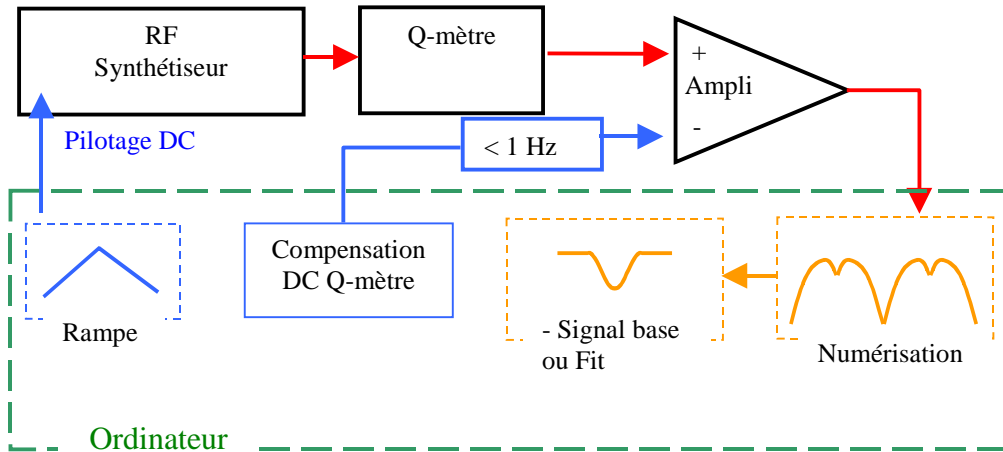 RF
Synthétiseur
Q-mètre
+
Ampli
-
Pilotage DC
< 1 Hz
Compensation
DC Q-mètre
Rampe
- Signal base
ou Fit
Numérisation
Ordinateur